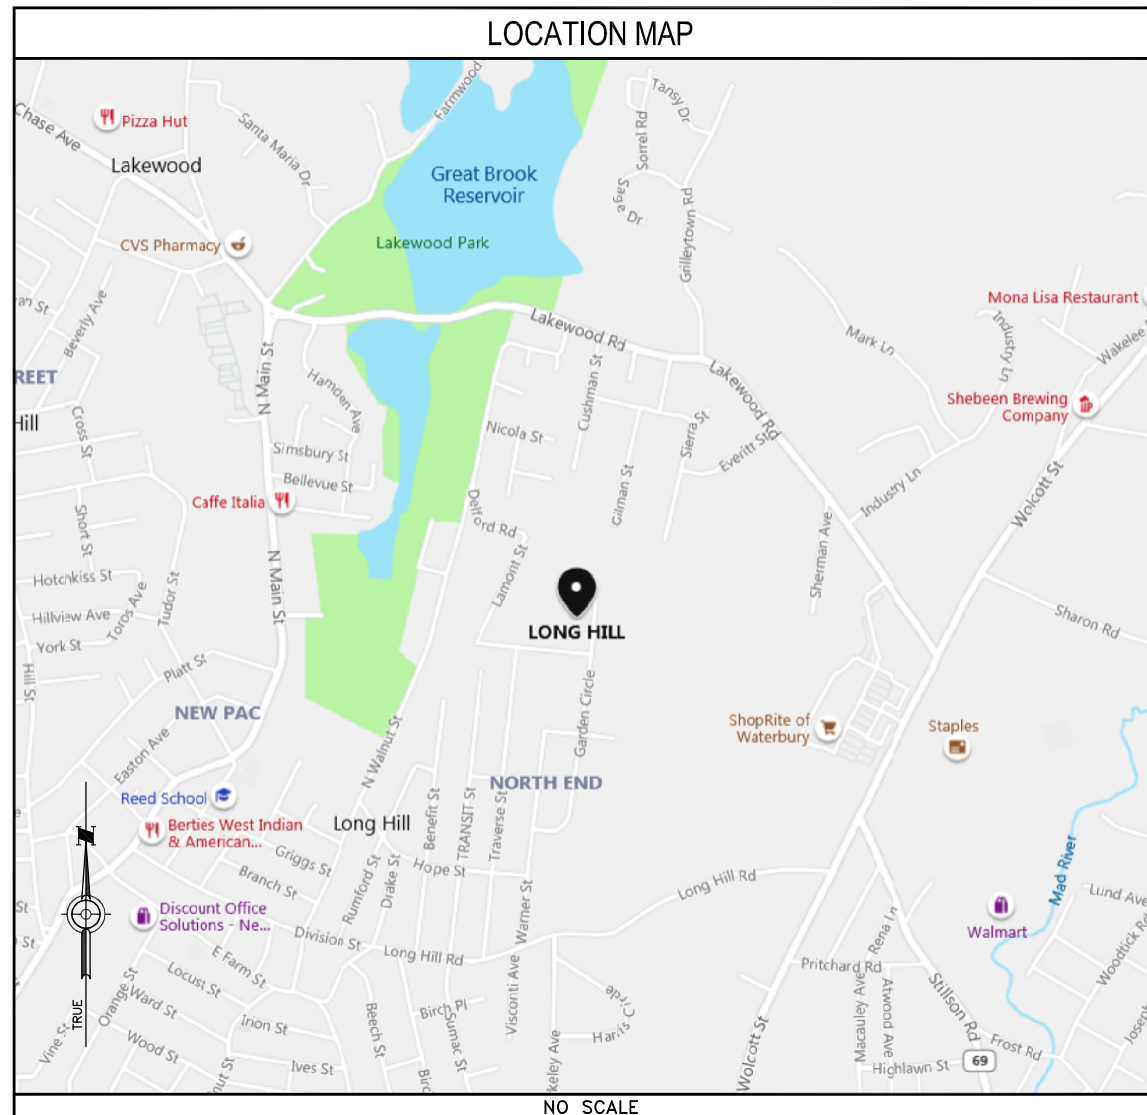 LOCATION MAP
Farmwood
Tansy Dr
Chase Ave
Pizza Hut
Santa Maria Dr
Sorrel Rd
Lakewood
Great Brook
Reservoir
Sage Dr
Grilleytown Rd
CVS Pharmacy
Lakewood Park
Mona Lisa Restaurant
Beverly Ave
Lakewood Rd
Industry Ln
Mark Ln
Wakelee
REET
N Main St
Hamden Ave
Cushman St
Lakewood Rd
Shebeen Brewing
Company
Hill
Cross St
Nicola St
Sierra St
Simsbury St
Everitt St
Bellevue St
Gilman St
Industry Ln
Wolcott St
Caffe Italia
Delford Rd
Short St
Sherman Ave
N Main St
Lamont St
Hotchkiss St
Tudor St
Toros Ave
Hillview Ave
LONG HILL
Sharon Rd
York St
Hill St
Platt St
Garden Circle
NEW PAC
ShopRite of
Waterbury
Staples
Easton Ave
N Walnut St
NORTH END
Reed School
Benefit St
TRANSIT St
Traverse St
Berties West Indian
& American...
Long Hill
Griggs St
Hope St
Rumford St
Drake St
Branch St
Long Hill Rd
Mad River
Lund Ave
Discount Office
Solutions - Ne...
Warner St
Walmart
Rena Ln
Division St
Long Hill Rd
Woodtick Rd
E Farm St
Pritchard Rd
Locust St
Visconti Ave
Stillson Rd
Orange St
Ward St
Harris Circle
Macauley Ave
Atwood Ave
TRUE
Irion St
Birch Pl
Beech St
Sumac St
Joseph
Vine St
Wood St
Frost Rd
69
Ives St
Highlawn St
Wolcott St
nut St
Birc
keley Ave
NO SCALE